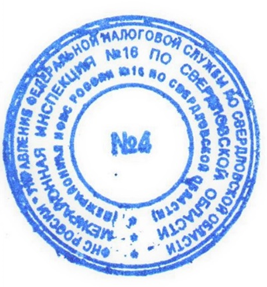 ФНС РОССИИ * УПРАВЛЕНИЕ ФЕДЕРАЛЬНОЙ НАЛОГОВОЙ СЛУЖБЫ ПО СВЕРДЛОВСКОЙ ОБЛАСТИ
МЕЖРАЙОННАЯ ИНСПЕКЦИЯ №16 ПО СВЕРДЛОВСКОЙ ОБЛАСТИ
(МЕЖРАЙОННАЯ ИФНС РОССИИ №16 ПО СВЕРДЛОВСКОЙ ОБЛАСТИ)
№4